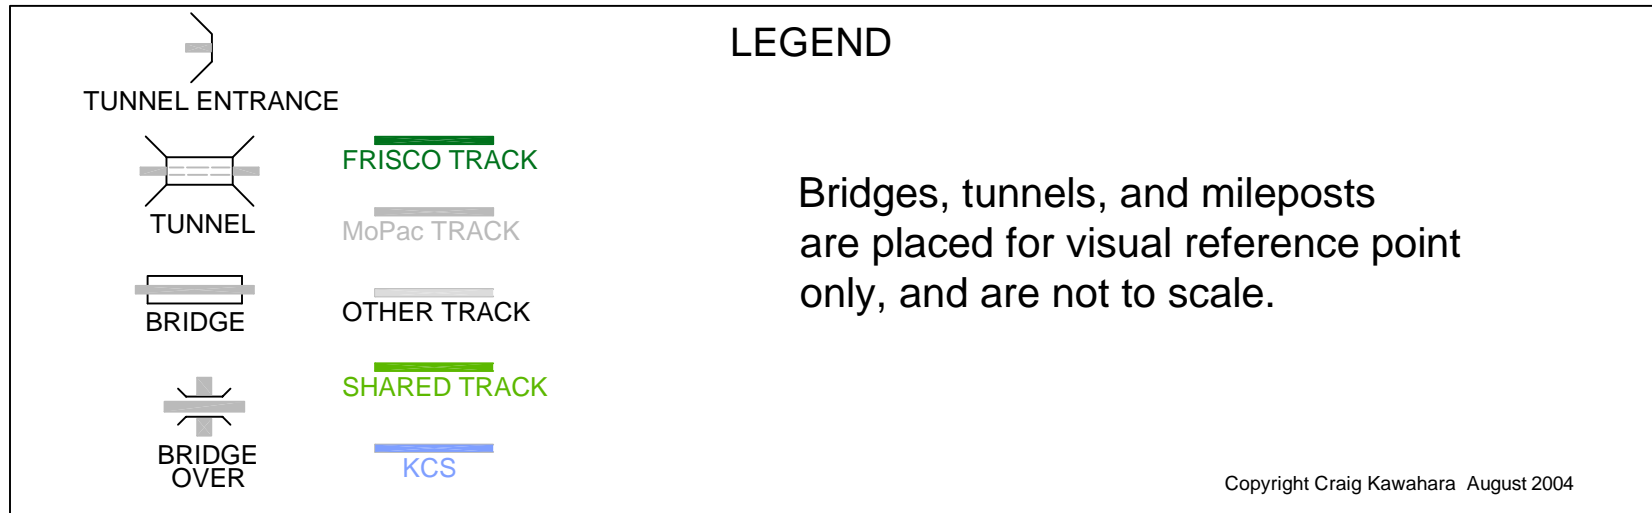 LEGEND
TUNNEL ENTRANCE
TUNNEL
BRIDGE
BRIDGE
OVER
FRISCO TRACK
MoPac TRACK
OTHER TRACK
SHARED TRACK
KCS
Bridges, tunnels, and mileposts
are placed for visual reference point
only, and are not to scale.
Copyright Craig Kawahara August 2004